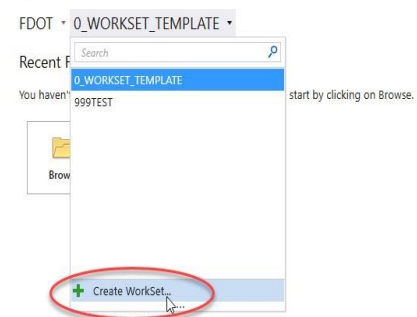 FDOT 0_WORKSET_TEMPLATE
Search
Recent F
0_WORKSET_TEMPLATE
You haven' start by clicking on Browse.
999TEST
Brow
Create WorkSet...